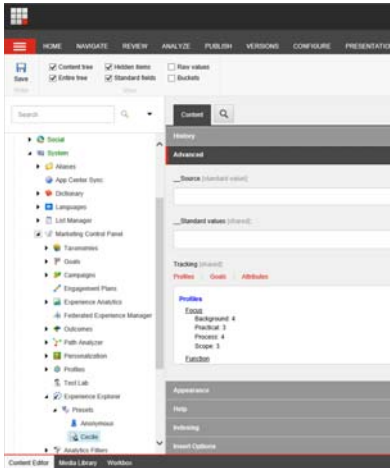 HOME NAVIGATE REVIEW ANALYZE PUBLISH VERSIONS CONFIGURE PRESENTATION
Content tree Hidden items Raw values
Save Entire tree Standard fields Buckets
Write View
Search
Content
Social
System
Aliases
App Center Sync
Dictionary
Languages
List Manager
Marketing Control Panel
Taxonomies
Goals
Campaigns
Engagement Plans
Experience Analytics
Federated Experience Manager
Outcomes
Path Analyzer
Personalization
Profiles
Test Lab
Experience Explorer
Presets
Anonymous
Cecile
Analytics Filters
History
Advanced
__Source [standard value]:
__Standard values [shared]:
Tracking [shared]:
Profiles Goals Attributes
Profiles
Focus
Background: 4
Practical: 3
Process: 4
Scope: 3
Function
Appearance
Help
Indexing
Insert Options
Content Editor Media Library Workbox